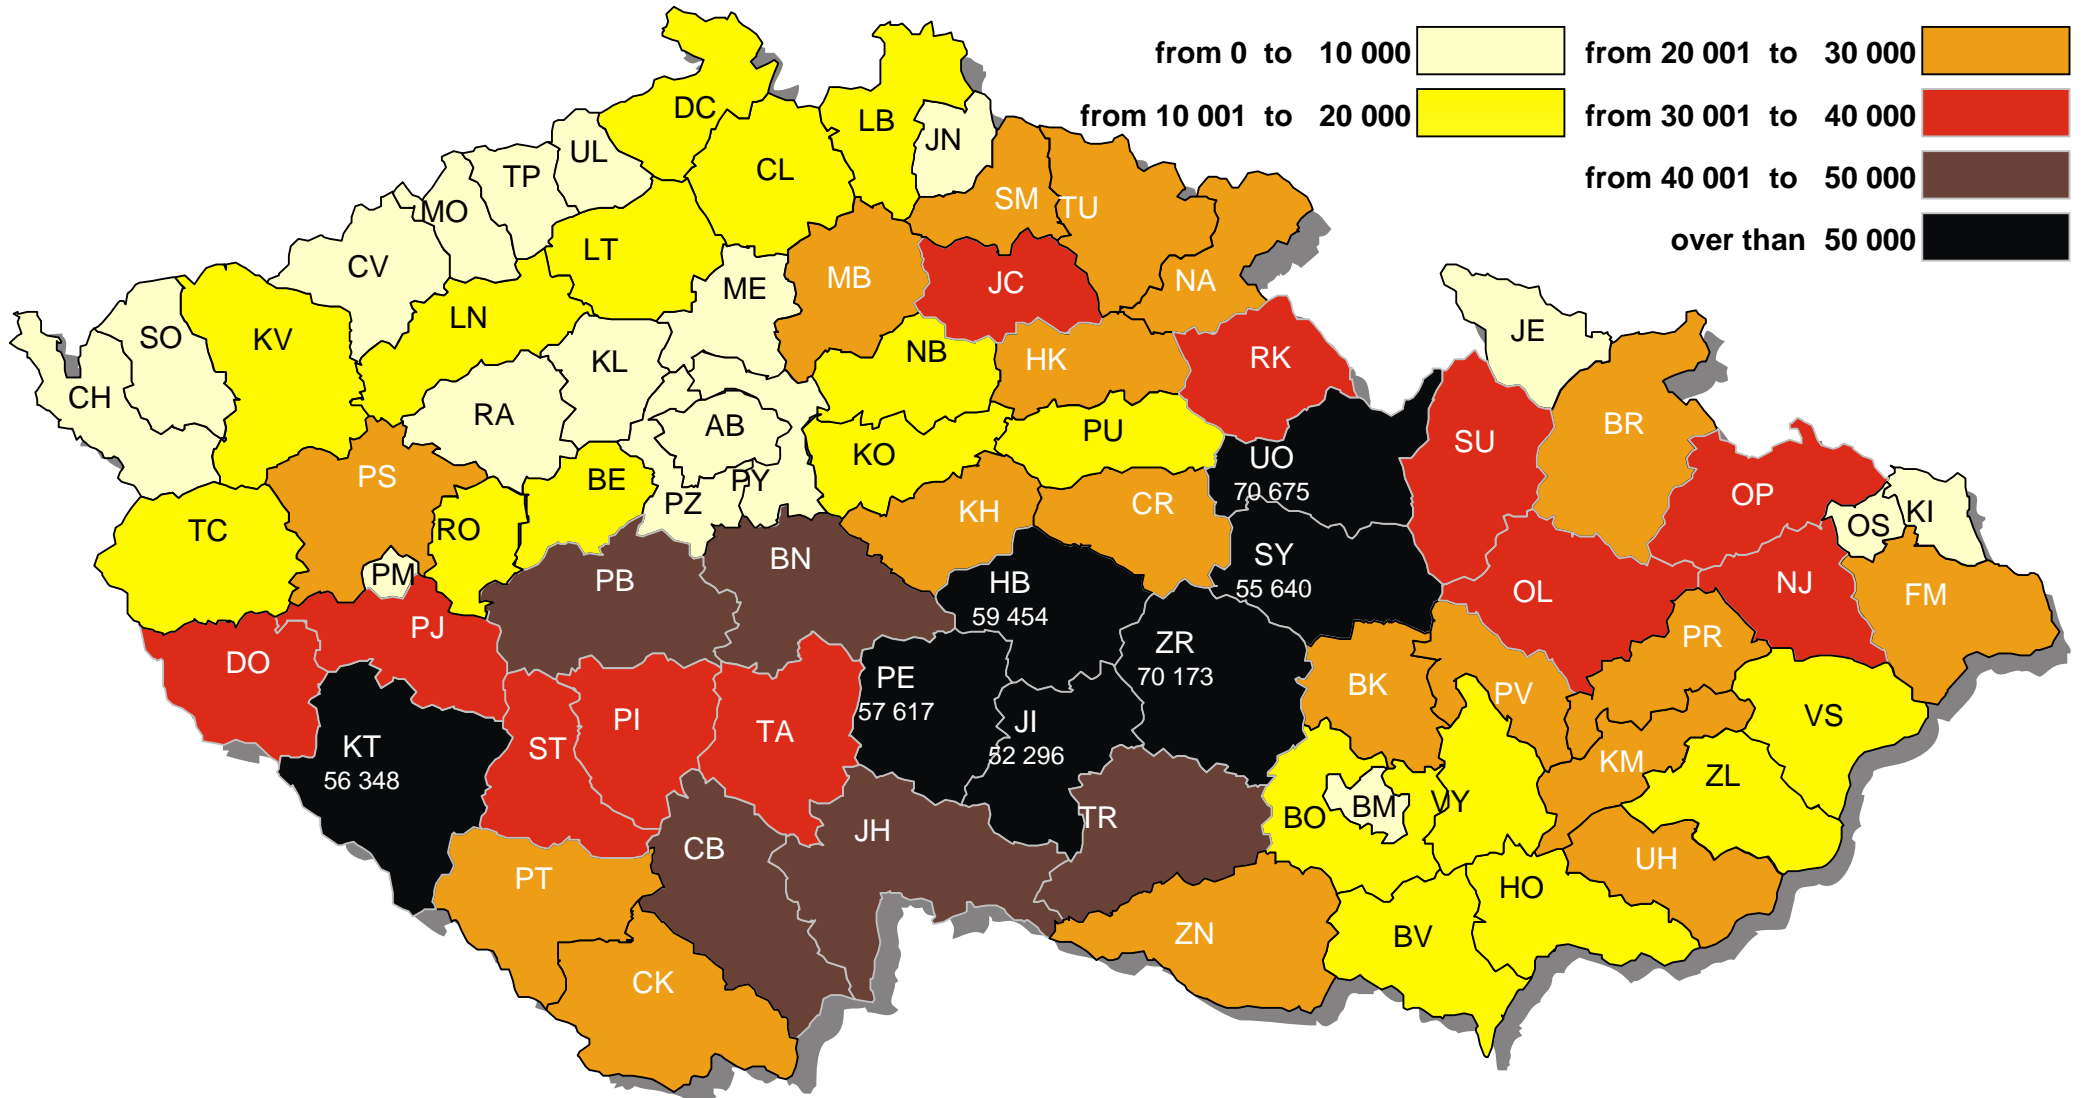 from 0 to 10 000
from 20 001 to 30 000
from 10 001 to 20 000
from 30 001 to 40 000
from 40 001 to 50 000
over than 50 000
DC
LB
CL
JN
UL
TP
MO
SM
TU
CV
LT
ME
MB
JC
NA
LN
SO
KV
JE
KL
NB
HK
RK
CH
RA
AB
PU
BR
SU
KO
UO
70 675
PS
BE
PZ
PY
CR
KH
OP
OS
KI
TC
RO
BN
SY
55 640
PM
PB
HB
59 454
OL
NJ
FM
PJ
ZR
70 173
PR
DO
PE
57 617
BK
PV
PI
TA
JI
52 296
VS
KT
56 348
ST
KM
ZL
VY
BM
BO
TR
JH
CB
UH
PT
HO
ZN
BV
CK